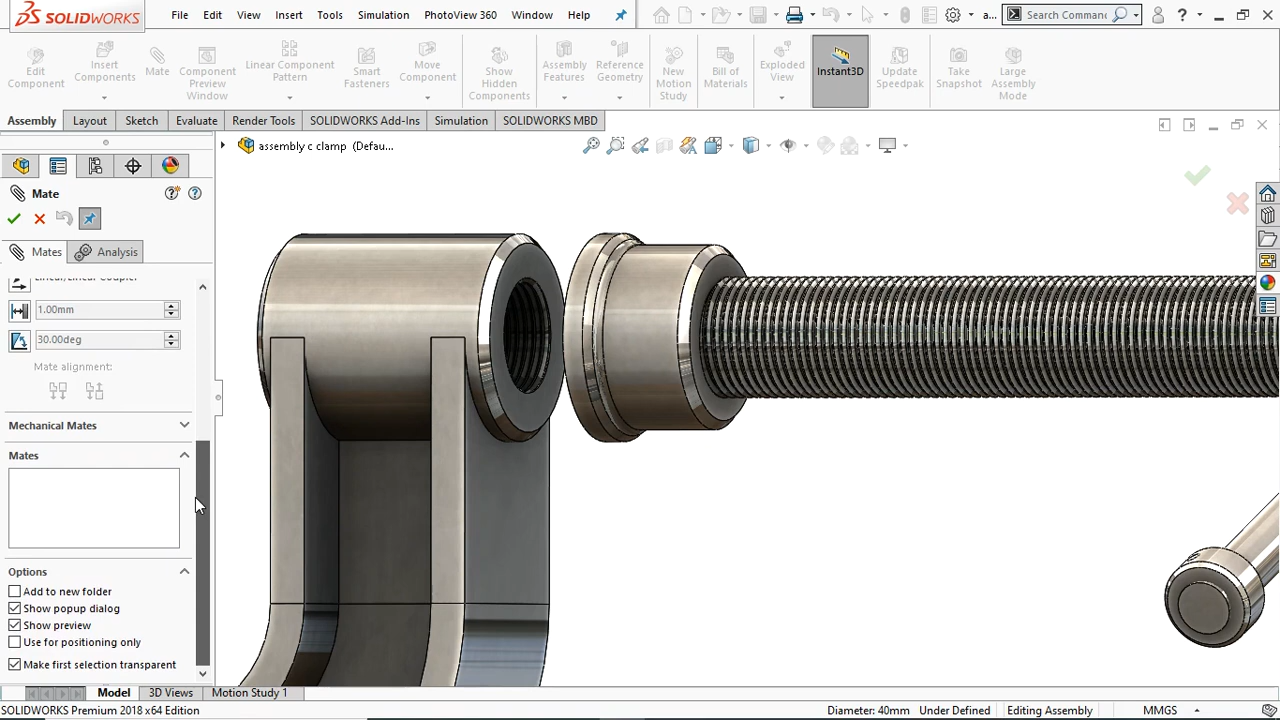 SOLIDWORKS File Edit View Insert Tools Simulation PhotoView 360 Window Help a... Search Comman
Edit Component Insert Components Mate Component Preview Window Linear Component Pattern Smart Fasteners Move Component Show Hidden Components Assembly Features Reference Geometry New Motion Study Bill of Materials Exploded View Instant3D Update Speedpak Take Snapshot Large Assembly Mode
Assembly Layout Sketch Evaluate Render Tools SOLIDWORKS Add-Ins Simulation SOLIDWORKS MBD
assembly c clamp (Defau...
Mate
Mates Analysis
Linear/Linear Coupler
1.00mm
30.00deg
Mate alignment:
Mechanical Mates
Mates
Options
Add to new folder
Show popup dialog
Show preview
Use for positioning only
Make first selection transparent
Model 3D Views Motion Study 1
SOLIDWORKS Premium 2018 x64 Edition Diameter: 40mm Under Defined Editing Assembly MMGS